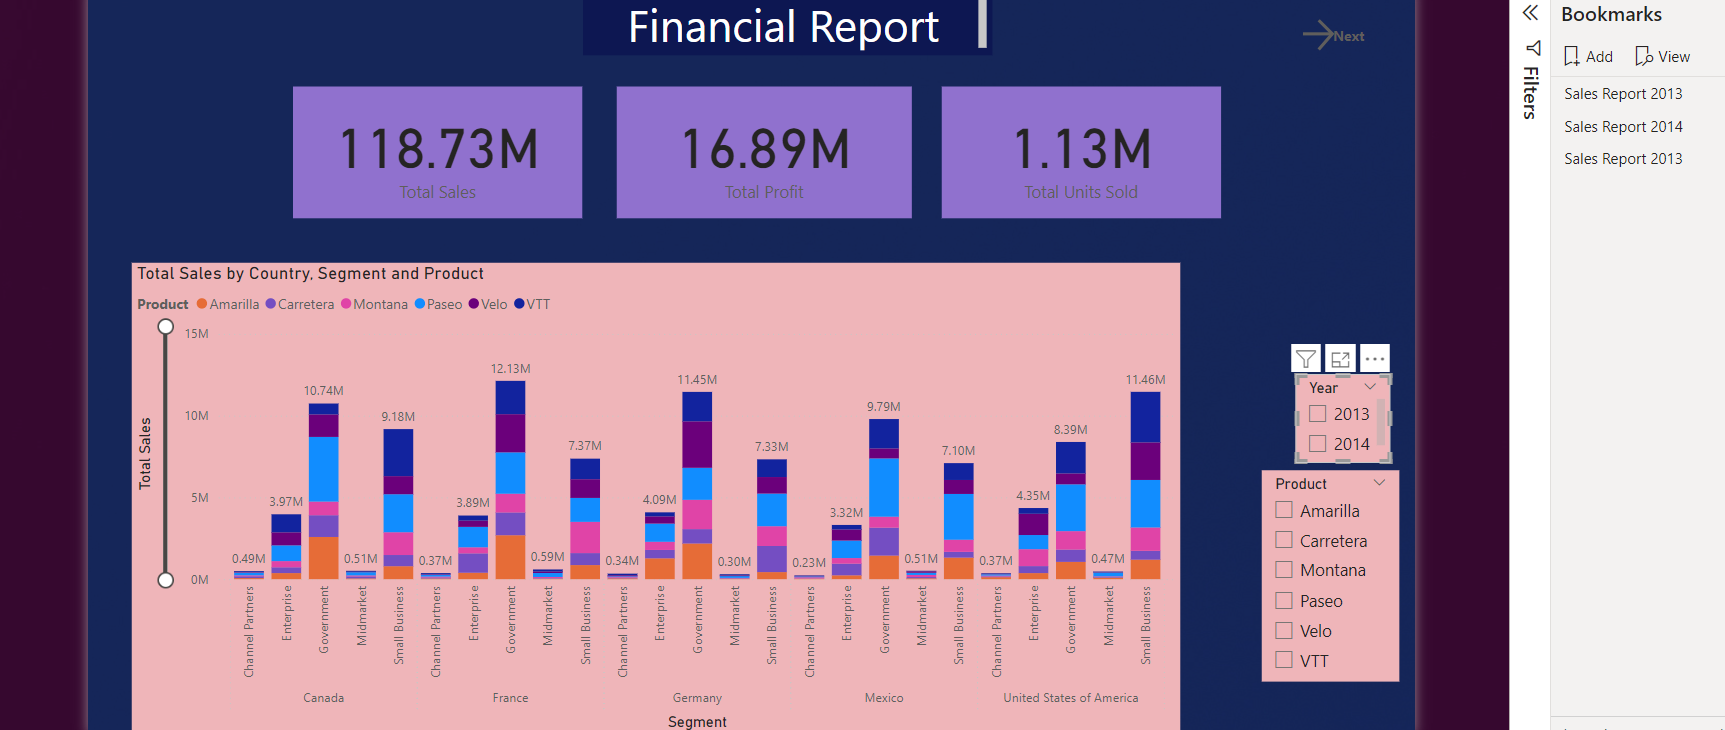 Financial Report
Next
118.73M
Total Sales
16.89M
Total Profit
1.13M
Total Units Sold
Total Sales by Country, Segment and Product
Product Amarilla Carretera Montana Paseo Velo VTT
Total Sales
15M
10M
5M
0M
0.49M
3.97M
10.74M
0.51M
9.18M
0.37M
3.89M
12.13M
0.59M
7.37M
0.34M
4.09M
11.45M
0.30M
7.33M
0.23M
3.32M
9.79M
0.51M
7.10M
0.37M
4.35M
8.39M
0.47M
11.46M
Channel Partners
Enterprise
Government
Midmarket
Small Business
Channel Partners
Enterprise
Government
Midmarket
Small Business
Channel Partners
Enterprise
Government
Midmarket
Small Business
Channel Partners
Enterprise
Government
Midmarket
Small Business
Channel Partners
Enterprise
Government
Midmarket
Small Business
Canada
France
Germany
Mexico
United States of America
Segment
Year
2013
2014
Product
Amarilla
Carretera
Montana
Paseo
Velo
VTT
Filters
Bookmarks
Add
View
Sales Report 2013
Sales Report 2014
Sales Report 2013